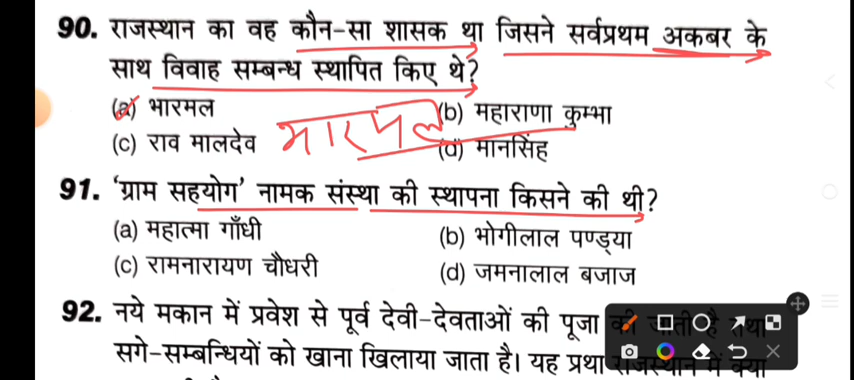 90. राजस्थान का वह कौन-सा शासक था जिसने सर्वप्रथम अकबर के
साथ विवाह सम्बन्ध स्थापित किए थे?
(a) भारमल (b) महाराणा कुम्भा
भारमल
(c) राव मालदेव (d) मानसिंह
91. ‘ग्राम सहयोग’ नामक संस्था की स्थापना किसने की थी?
(a) महात्मा गाँधी (b) भोगीलाल पण्ड्या
(c) रामनारायण चौधरी (d) जमनालाल बजाज
92. नये मकान में प्रवेश से पूर्व देवी-देवताओं की पूजा की जाती है तथा
सगे-सम्बन्धियों को खाना खिलाया जाता है। यह प्रथा राजस्थान में क्या